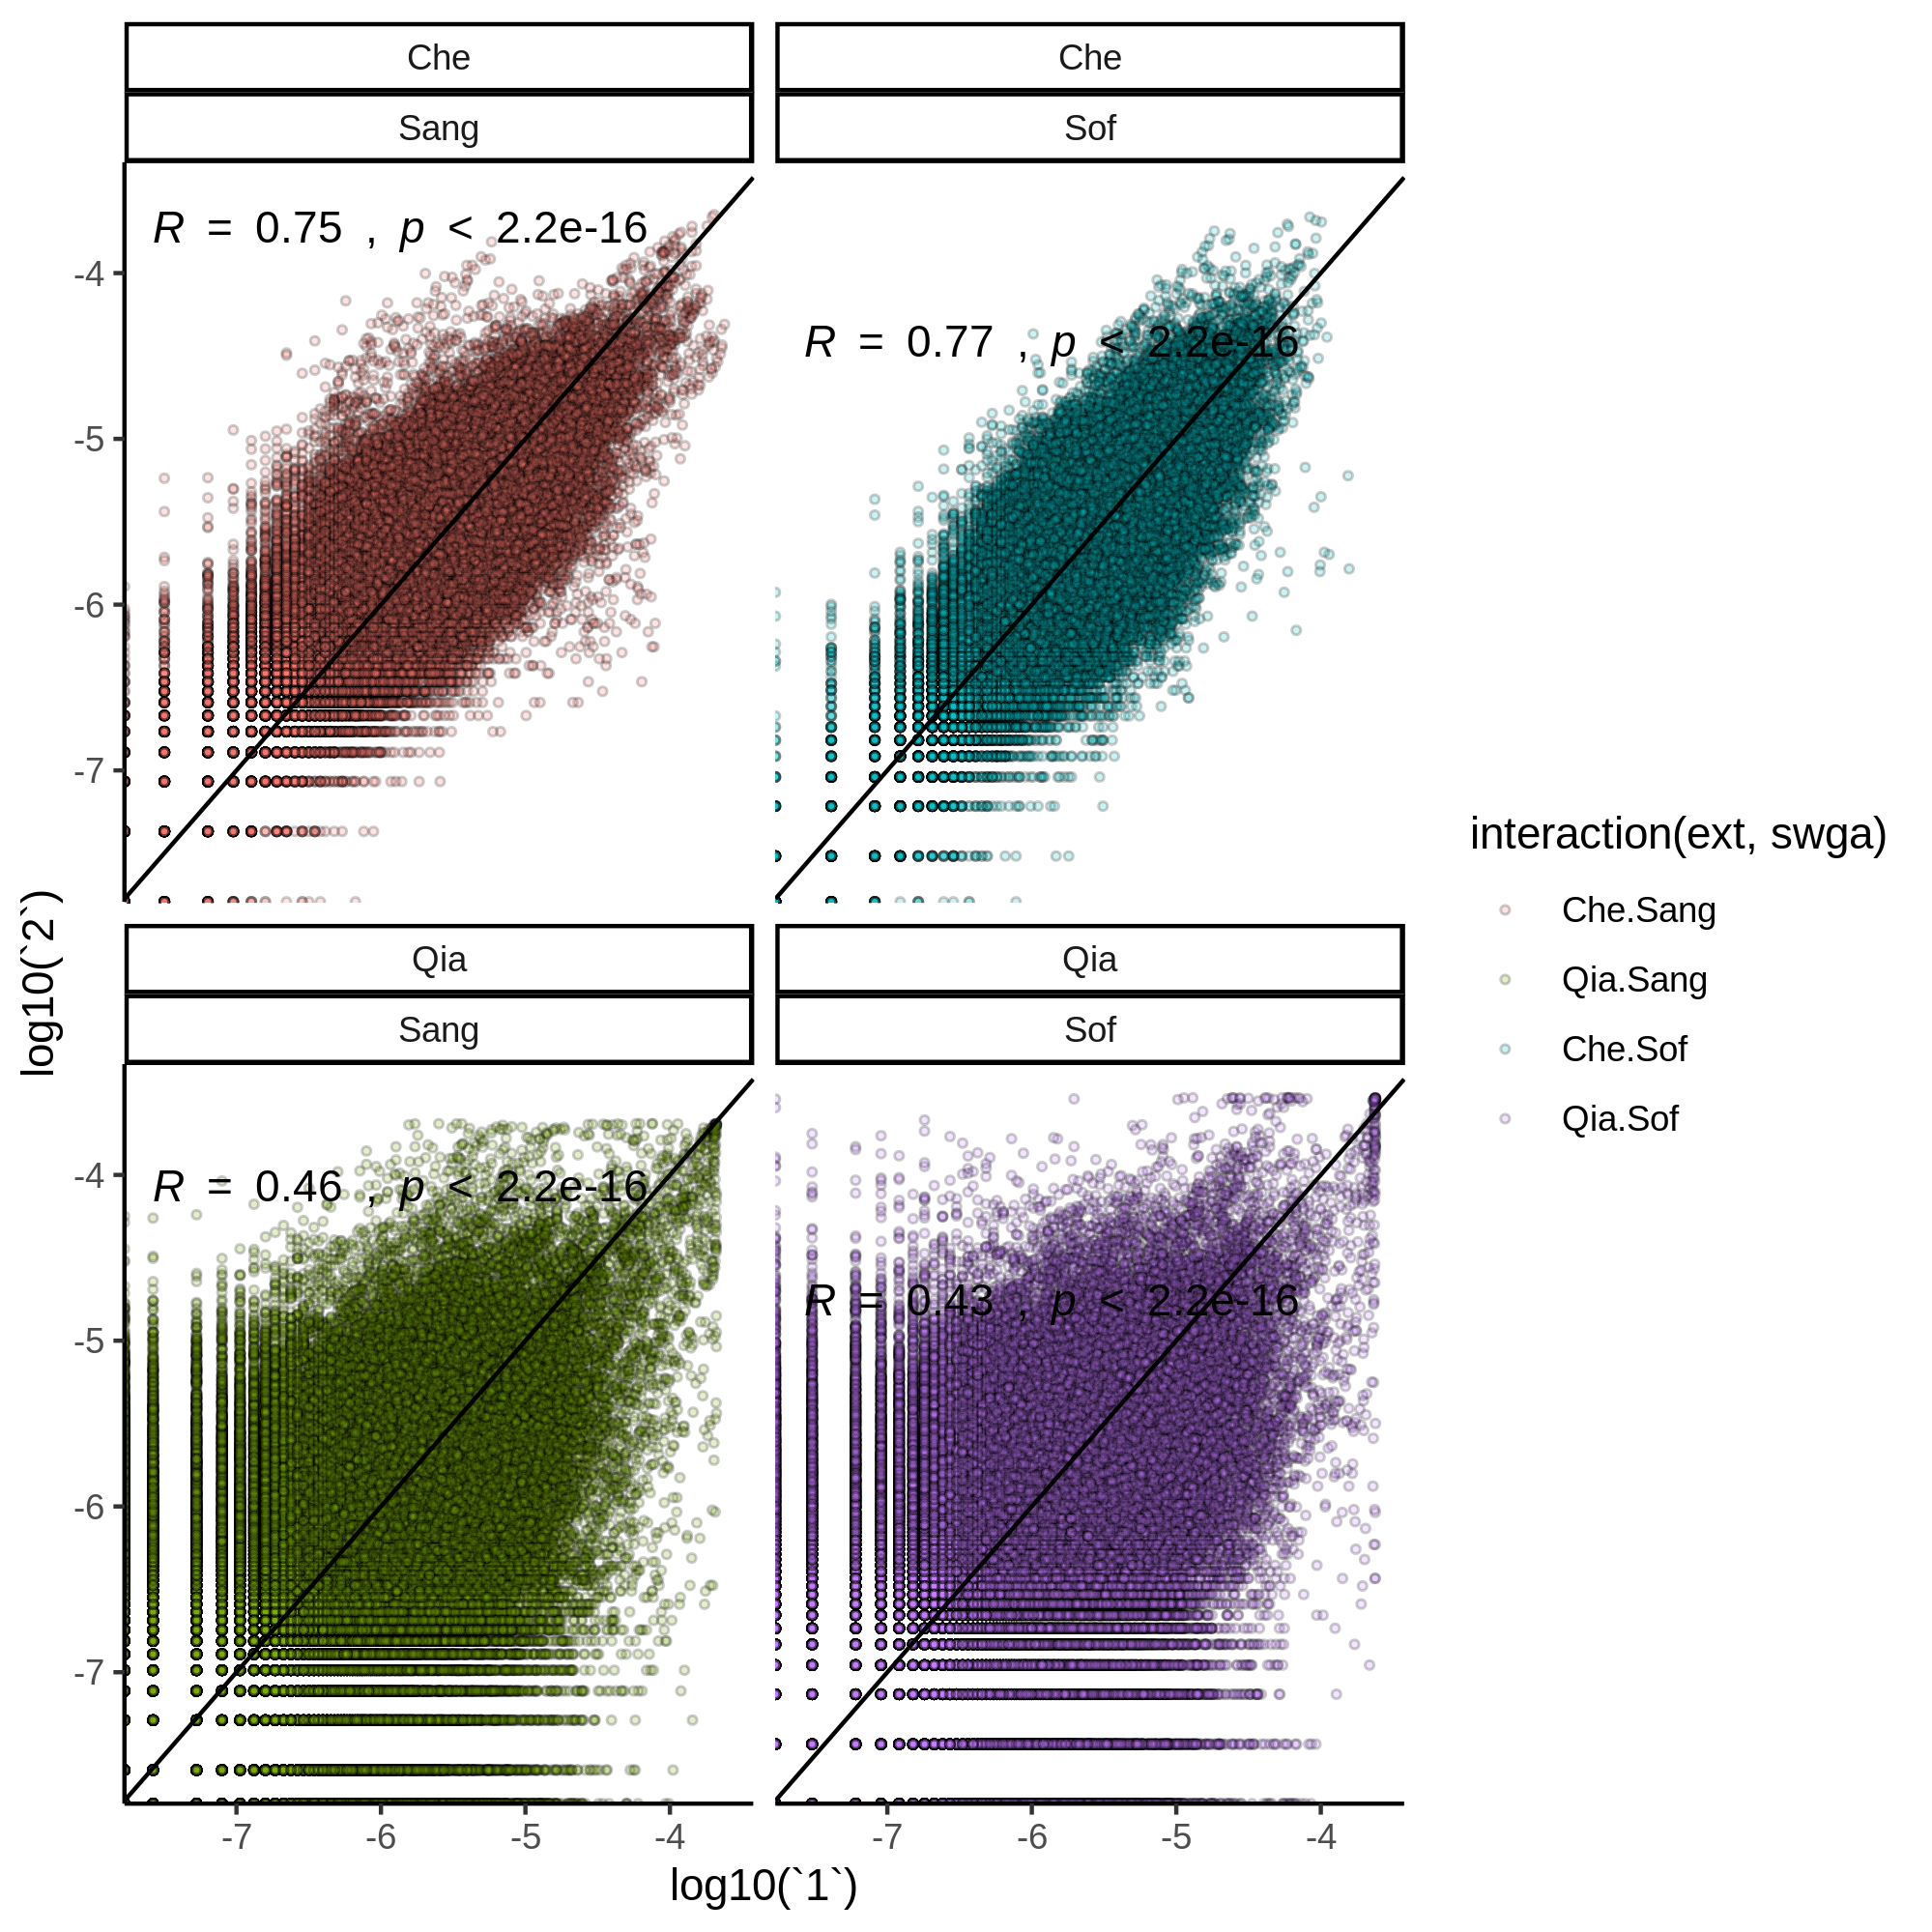 Che
Sang
Che
Sof
R = 0.75 , p < 2.2e-16
R = 0.77 , p < 2.2e-16
-4
-5
-6
-7
Qia
Sang
Qia
Sof
R = 0.46 , p < 2.2e-16
R = 0.43 , p < 2.2e-16
-4
-5
-6
-7
-7 -6 -5 -4
-7 -6 -5 -4
log10(`1`)
log10(`2`)
interaction(ext, swga)
Che.Sang
Qia.Sang
Che.Sof
Qia.Sof